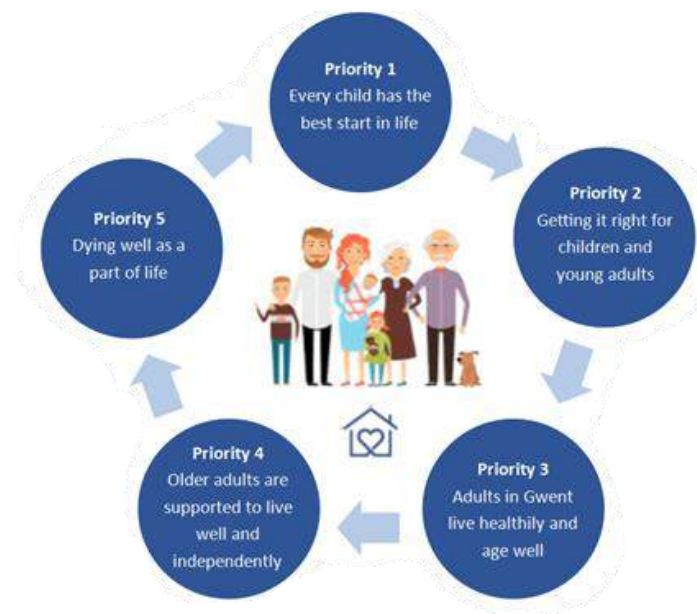 Priority 1
Every child has the
best start in life
Priority 2
Getting it right for
children and
young adults
Priority 3
Adults in Gwent
live healthily and
age well
Priority 4
Older adults are
supported to live
well and
independently
Priority 5
Dying well as a
part of life